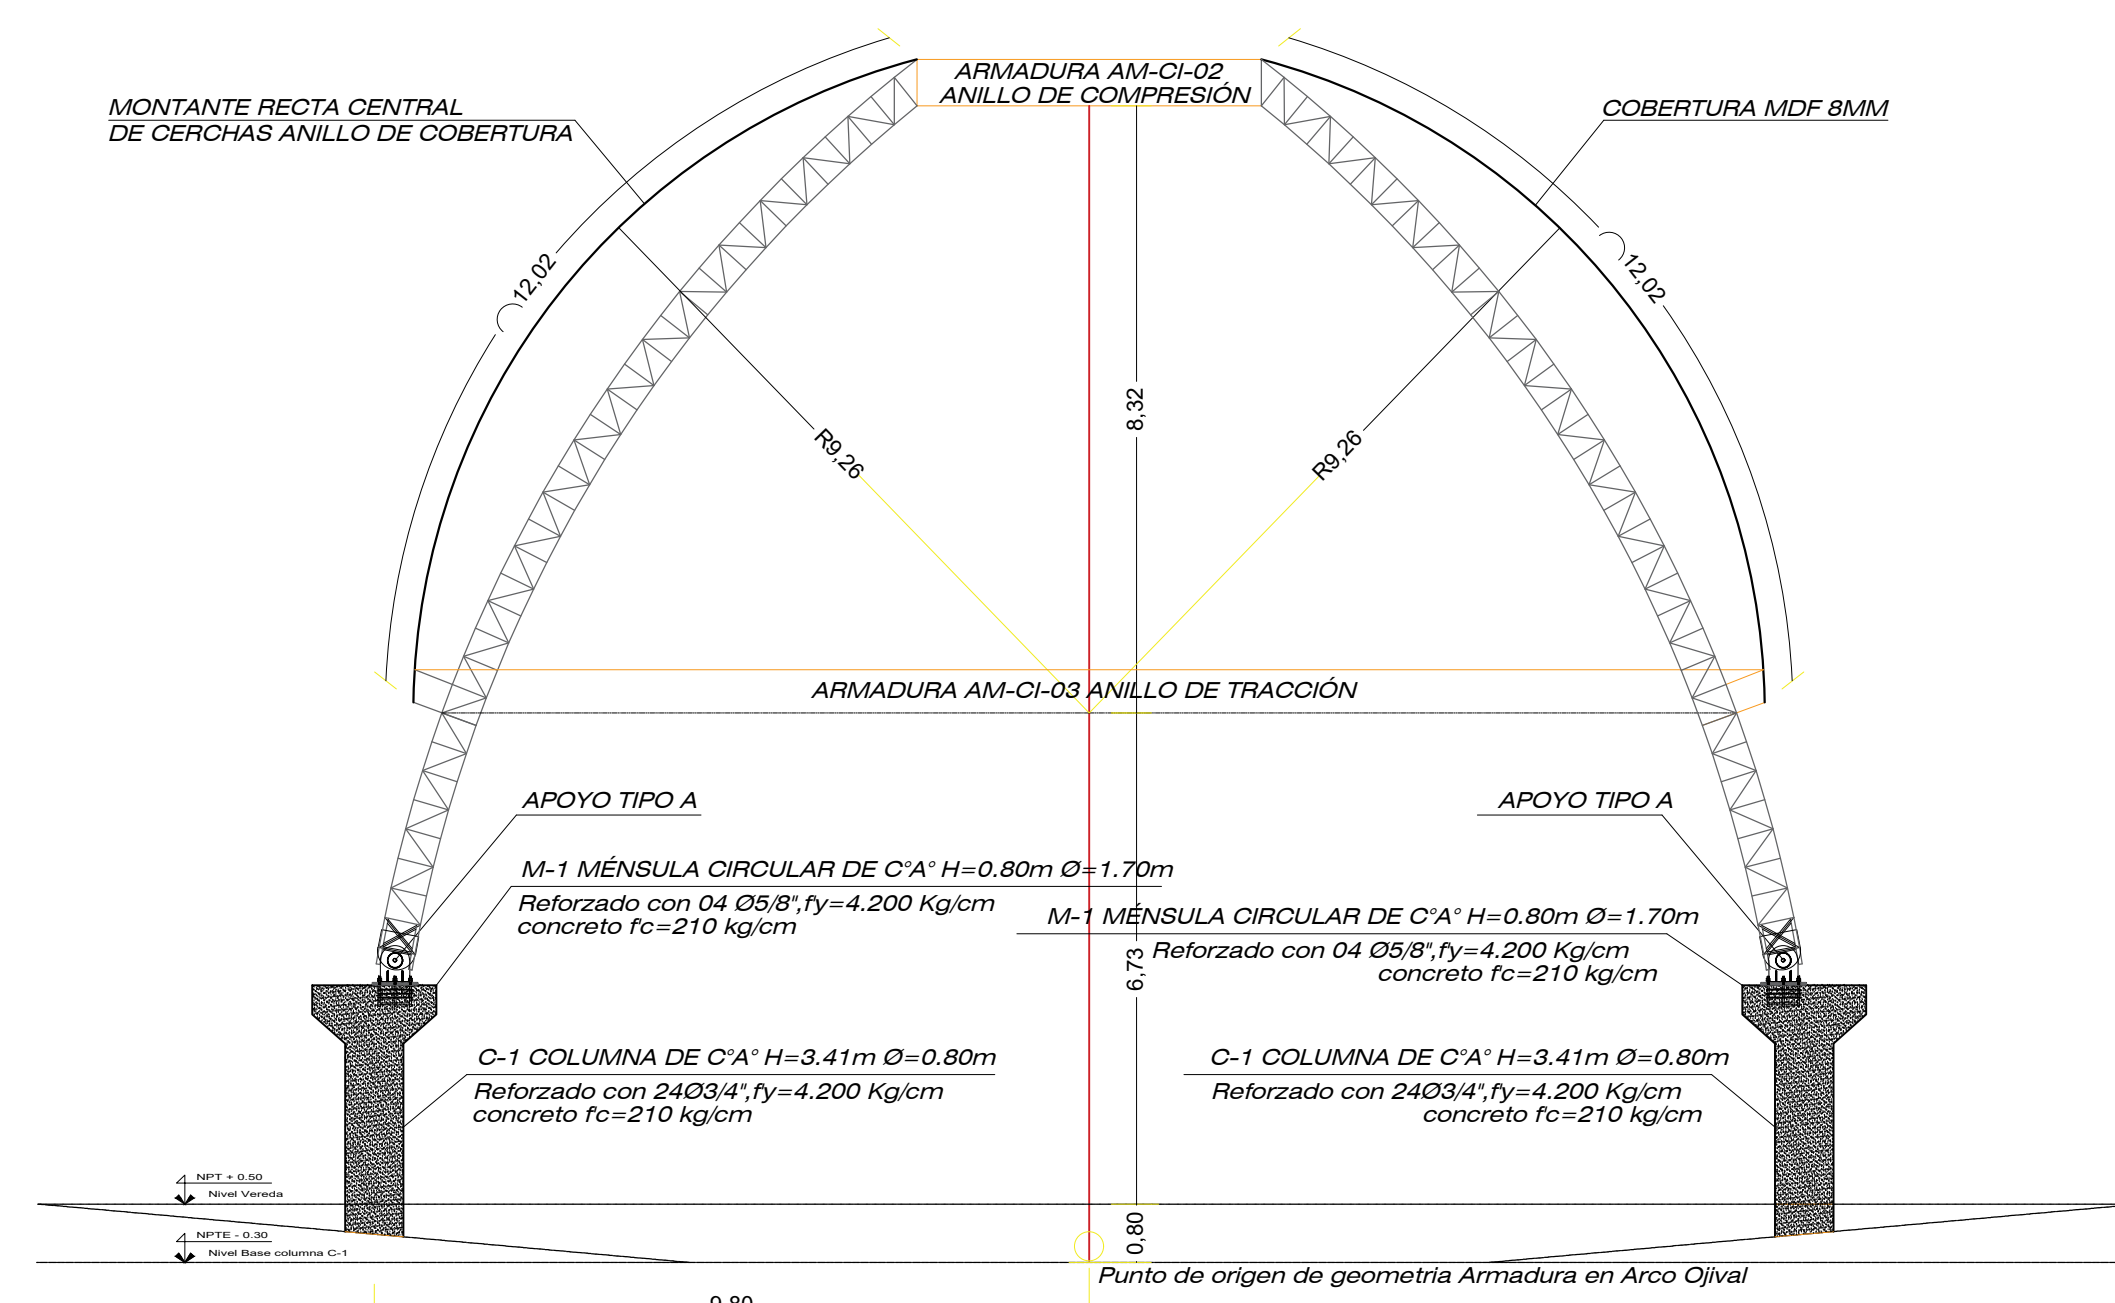 ARMADURA AM-CI-02
ANILLO DE COMPRESIÓN
MONTANTE RECTA CENTRAL
DE CERCHAS ANILLO DE COBERTURA
COBERTURA MDF 8MM
12,02
12,02
8,32
R9,26
R9,26
ARMADURA AM-CI-03 ANILLO DE TRACCIÓN
APOYO TIPO A
APOYO TIPO A
M-1 MÉNSULA CIRCULAR DE C°A° H=0.80m Ø=1.70m
Reforzado con 04 Ø5/8",f'y=4.200 Kg/cm
concreto f'c=210 kg/cm
M-1 MÉNSULA CIRCULAR DE C°A° H=0.80m Ø=1.70m
Reforzado con 04 Ø5/8",f'y=4.200 Kg/cm
concreto f'c=210 kg/cm
6,73
C-1 COLUMNA DE C°A° H=3.41m Ø=0.80m
Reforzado con 24Ø3/4",f'y=4.200 Kg/cm
concreto f'c=210 kg/cm
C-1 COLUMNA DE C°A° H=3.41m Ø=0.80m
Reforzado con 24Ø3/4",f'y=4.200 Kg/cm
concreto f'c=210 kg/cm
NPT + 0.50
Nivel Vereda
NPTE - 0.30
Nivel Base columna C-1
0,80
Punto de origen de geometria Armadura en Arco Ojival
9,80